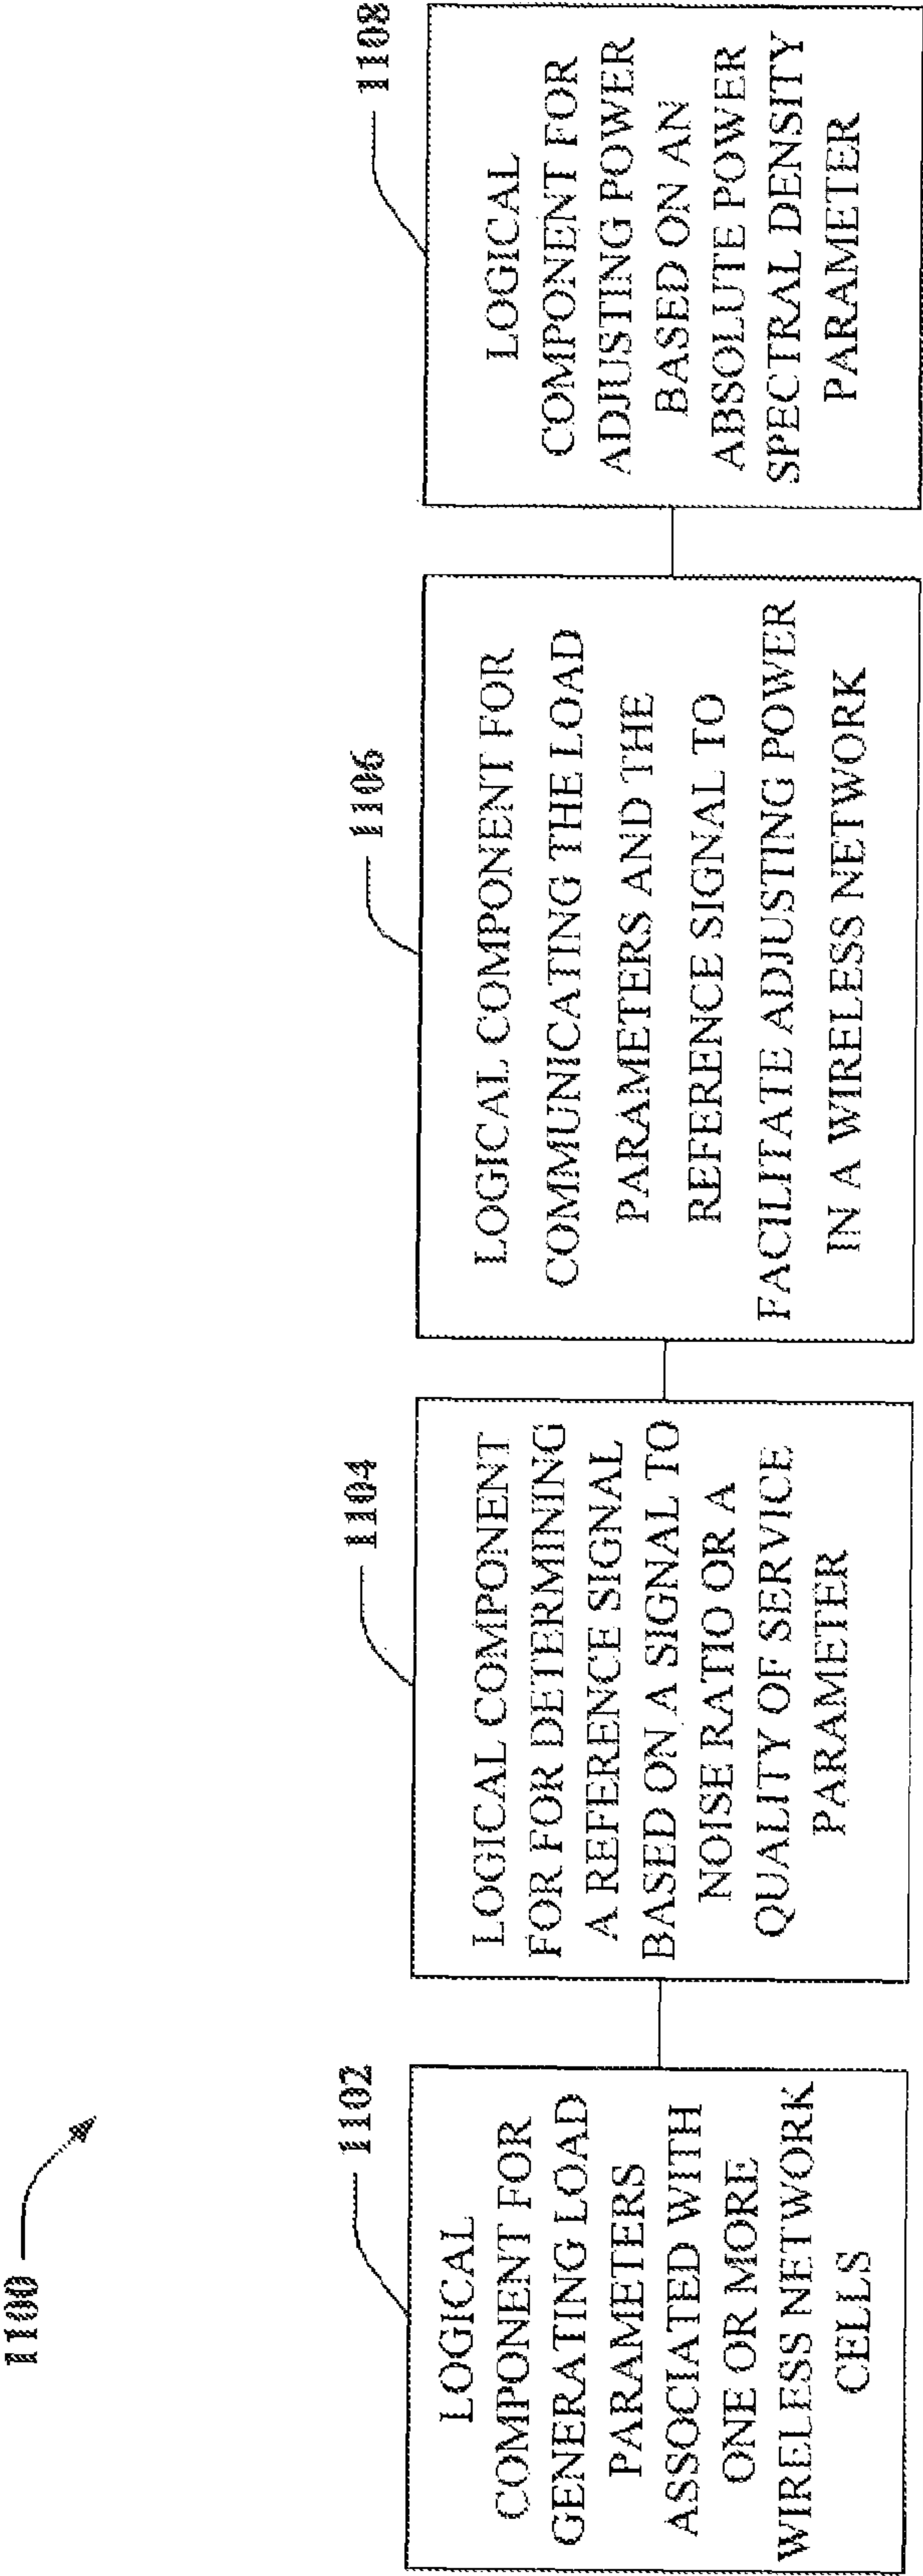 1100
1102
LOGICAL
COMPONENT FOR
GENERATING LOAD
PARAMETERS
ASSOCIATED WITH
ONE OR MORE
WIRELESS NETWORK
CELLS
1104
LOGICAL COMPONENT
FOR FOR DETERMINING
A REFERENCE SIGNAL
BASED ON A SIGNAL TO
NOISE RATIO OR A
QUALITY OF SERVICE
PARAMETER
1106
LOGICAL COMPONENT FOR
COMMUNICATING THE LOAD
PARAMETERS AND THE
REFERENCE SIGNAL TO
FACILITATE ADJUSTING POWER
IN A WIRELESS NETWORK
1108
LOGICAL
COMPONENT FOR
ADJUSTING POWER
BASED ON AN
ABSOLUTE POWER
SPECTRAL DENSITY
PARAMETER